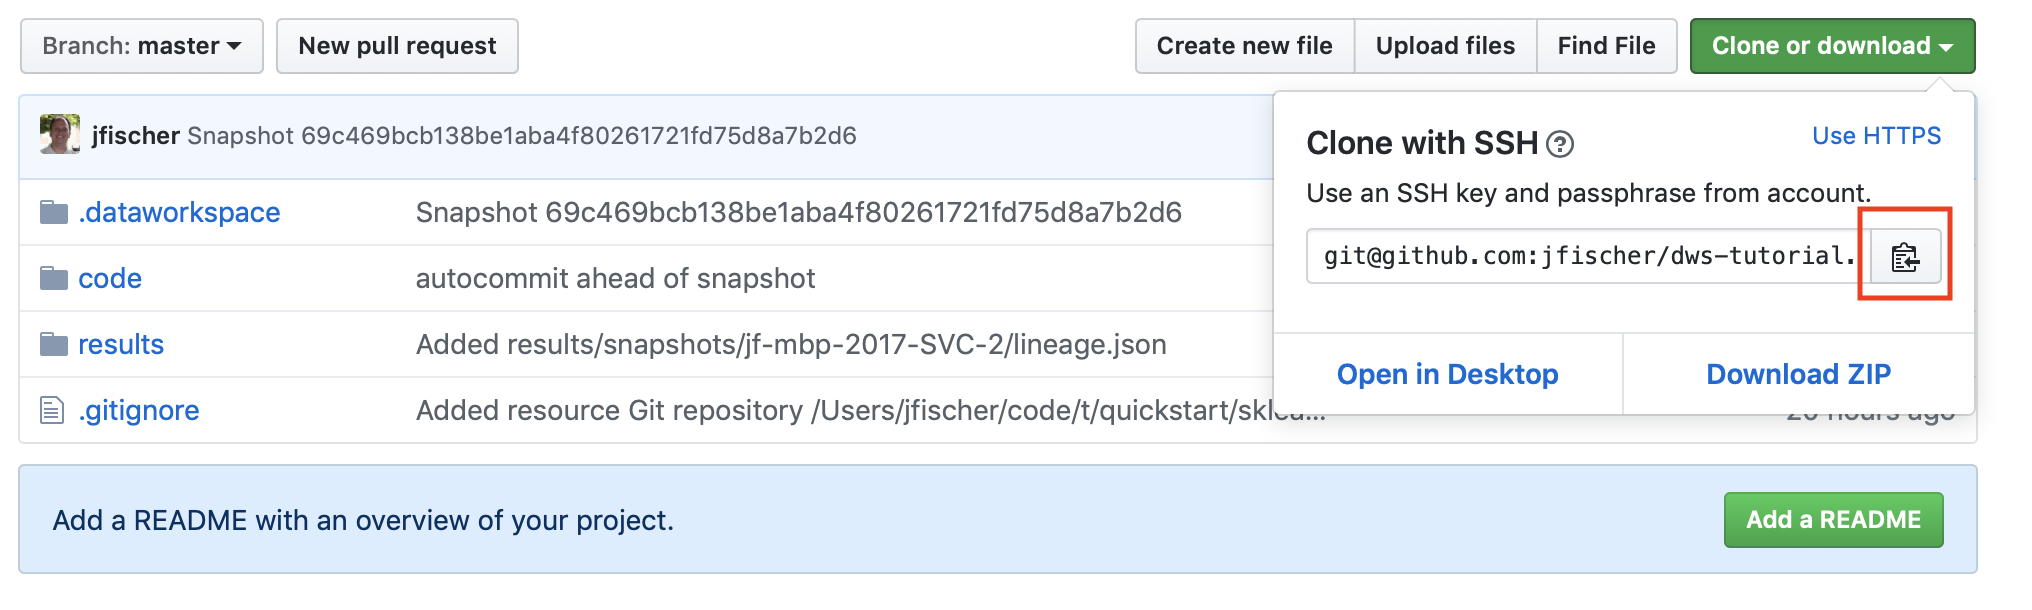 Branch: master
New pull request
Create new file
Upload files
Find File
Clone or download
jfischer Snapshot 69c469bcb138be1aba4f80261721fd75d8a7b2d6
Clone with SSH ?
Use HTTPS
Use an SSH key and passphrase from account.
git@github.com:jfischer/dws-tutorial.
Open in Desktop
Download ZIP
.dataworkspace
Snapshot 69c469bcb138be1aba4f80261721fd75d8a7b2d6
code
autocommit ahead of snapshot
results
Added results/snapshots/jf-mbp-2017-SVC-2/lineage.json
.gitignore
Added resource Git repository /Users/jfischer/code/t/quickstart/sklea...
hours ago
Add a README with an overview of your project.
Add a README